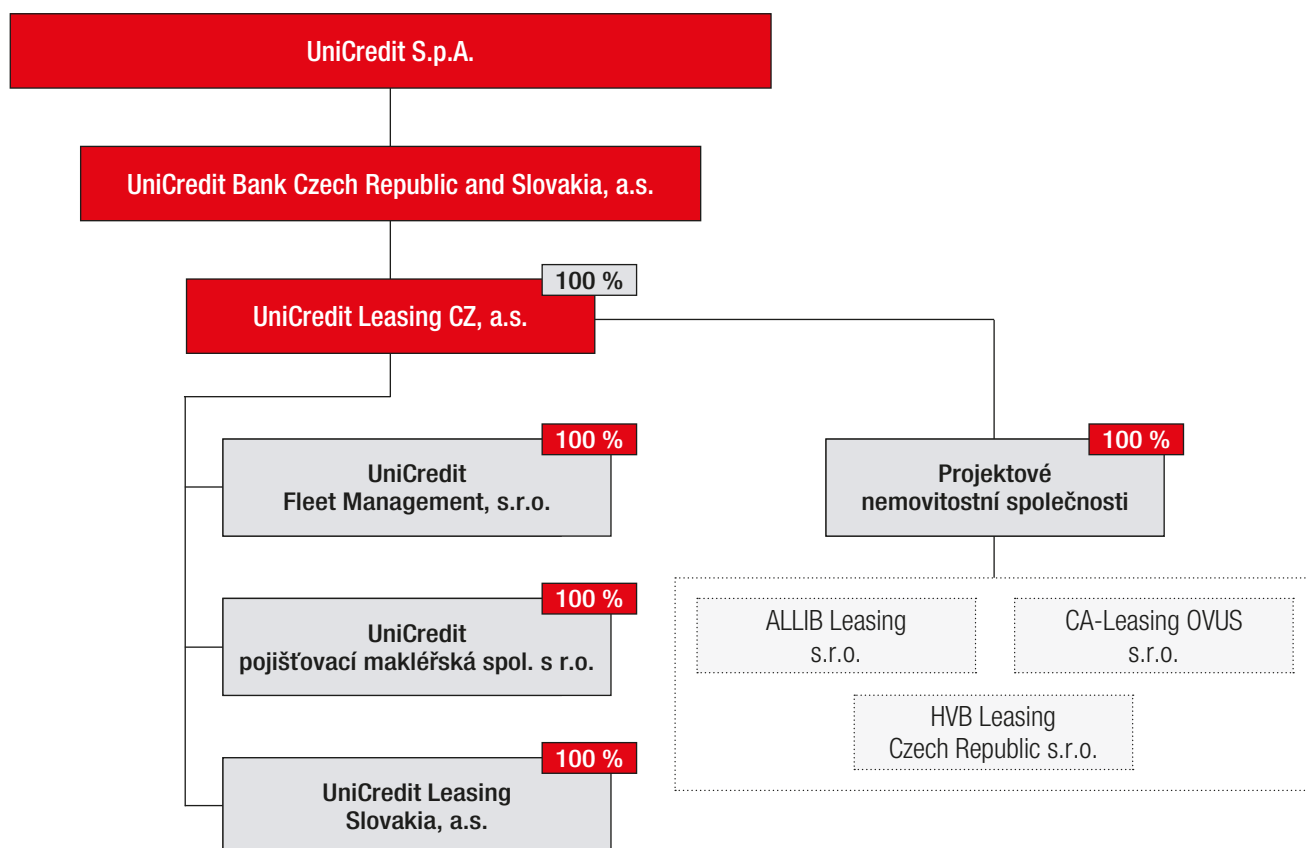 UniCredit S.p.A.
UniCredit Bank Czech Republic and Slovakia, a.s.
100 %
UniCredit Leasing CZ, a.s.
100 %
UniCredit
Fleet Management, s.r.o.
100 %
Projektové
nemovitostní společnosti
100 %
UniCredit
pojišťovací makléřská spol. s r.o.
ALLIB Leasing
s.r.o.
CA-Leasing OVUS
s.r.o.
HVB Leasing
Czech Republic s.r.o.
100 %
UniCredit Leasing
Slovakia, a.s.